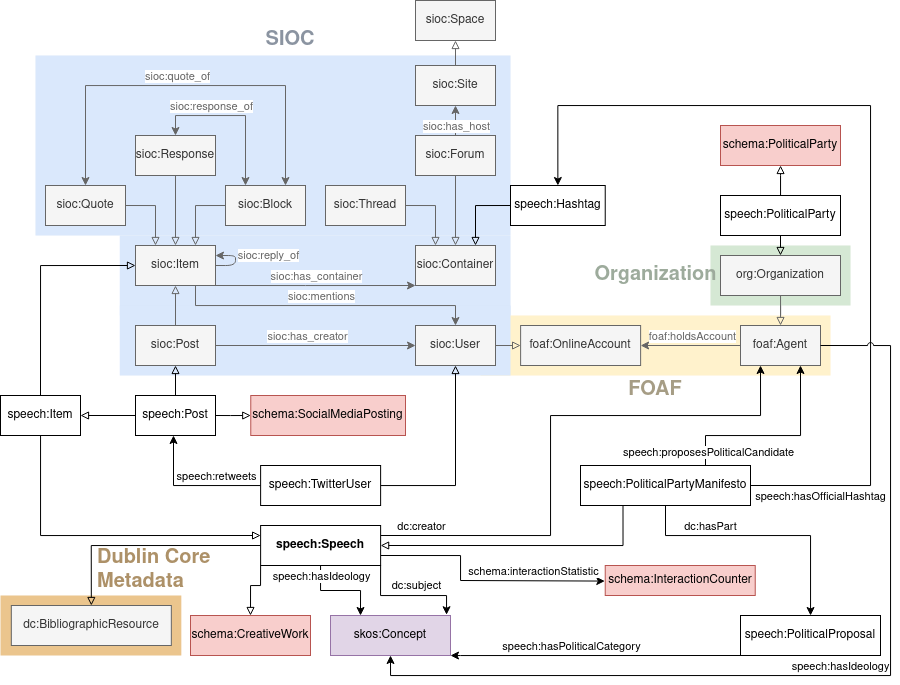 sioc:Space
SIOC
sioc:quote_of
sioc:Site
sioc:response_of
sioc:has_host
sioc:Response
sioc:Forum
schema:PoliticalParty
sioc:Quote
sioc:Block
sioc:Thread
speech:Hashtag
speech:PoliticalParty
sioc:Item
sioc:reply_of
sioc:has_container
sioc:Container
Organization
org:Organization
sioc:mentions
sioc:Post
sioc:has_creator
sioc:User
foaf:OnlineAccount
foaf:holdsAccount
foaf:Agent
FOAF
speech:Item
speech:Post
schema:SocialMediaPosting
speech:proposesPoliticalCandidate
speech:retweets
speech:TwitterUser
speech:PoliticalPartyManifesto
speech:hasOfficialHashtag
dc:creator
dc:hasPart
speech:Speech
Dublin Core
Metadata
speech:hasIdeology
dc:subject
schema:interactionStatistic
schema:InteractionCounter
dc:BibliographicResource
schema:CreativeWork
skos:Concept
speech:hasPoliticalCategory
speech:PoliticalProposal
speech:hasIdeology